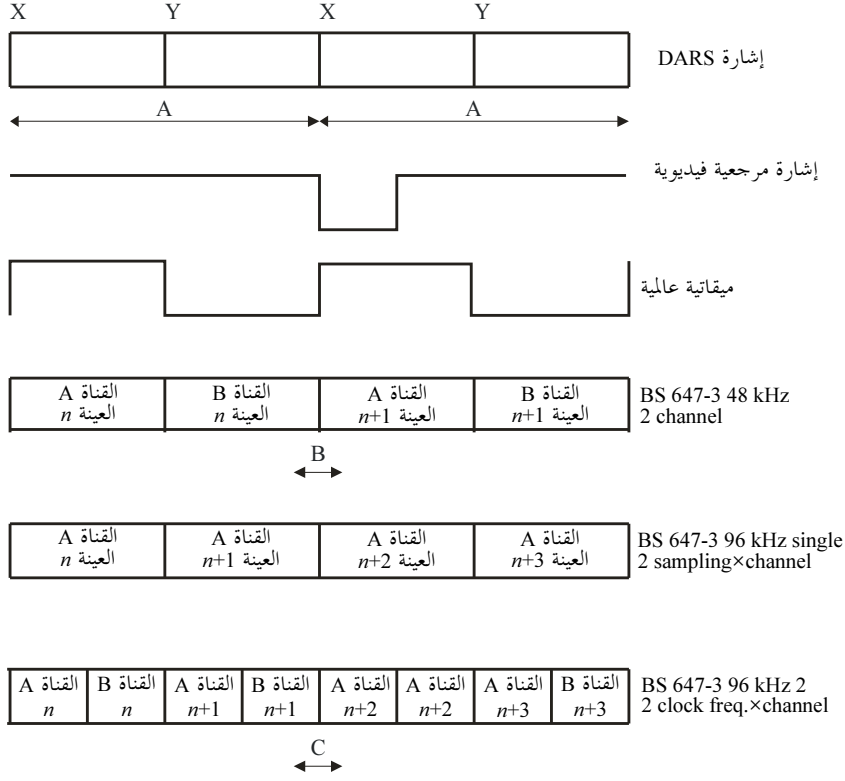 X Y X Y
إشارة DARS
A A
إشارة مرجعية فيديوية
ميقاتية عالمية
القناة A القناة B القناة A القناة B
العينة n العينة n العينة n+1 العينة n+1
BS 647-3 48 kHz
2 channel
B
القناة A القناة A القناة A القناة A
العينة n العينة n+1 العينة n+2 العينة n+3
BS 647-3 96 kHz single
2 sampling×channel
القناة A القناة B القناة A القناة B القناة A القناة A القناة A القناة B
n n n+1 n+1 n+2 n+2 n+3 n+3
BS 647-3 96 kHz 2
2 clock freq.×channel
C